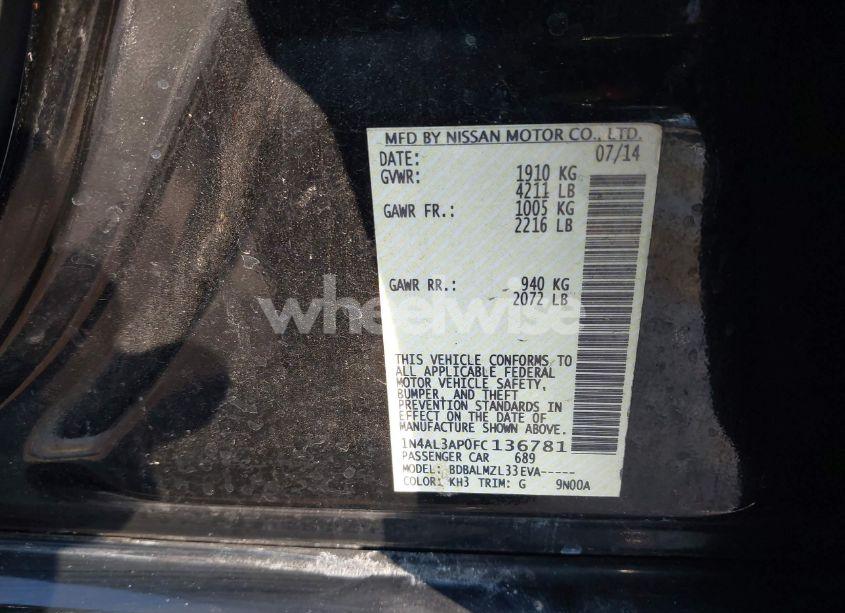 MFD BY NISSAN MOTOR CO., LTD.
DATE: 07/14
GVWR: 1910 KG
4211 LB
GAWR FR.: 1005 KG
2216 LB
GAWR RR.: 940 KG
2072 LB
wheelwise
THIS VEHICLE CONFORMS TO
ALL APPLICABLE FEDERAL
MOTOR VEHICLE SAFETY,
BUMPER, AND THEFT
PREVENTION STANDARDS IN
EFFECT ON THE DATE OF
MANUFACTURE SHOWN ABOVE.
1N4AL3AP0FC136781
PASSENGER CAR 689
MODEL: BDBALMZL33EVA-----
COLOR: KH3 TRIM: G 9N00A